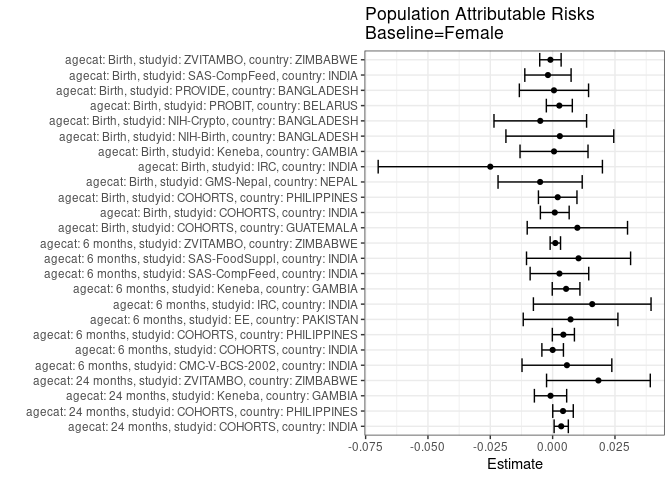 Population Attributable Risks
Baseline=Female
agecat: Birth, studyid: ZVITAMBO, country: ZIMBABWE
agecat: Birth, studyid: SAS-CompFeed, country: INDIA
agecat: Birth, studyid: PROVIDE, country: BANGLADESH
agecat: Birth, studyid: PROBIT, country: BELARUS
agecat: Birth, studyid: NIH-Crypto, country: BANGLADESH
agecat: Birth, studyid: NIH-Birth, country: BANGLADESH
agecat: Birth, studyid: Keneba, country: GAMBIA
agecat: Birth, studyid: IRC, country: INDIA
agecat: Birth, studyid: GMS-Nepal, country: NEPAL
agecat: Birth, studyid: COHORTS, country: PHILIPPINES
agecat: Birth, studyid: COHORTS, country: INDIA
agecat: Birth, studyid: COHORTS, country: GUATEMALA
agecat: 6 months, studyid: ZVITAMBO, country: ZIMBABWE
agecat: 6 months, studyid: SAS-FoodSuppl, country: INDIA
agecat: 6 months, studyid: SAS-CompFeed, country: INDIA
agecat: 6 months, studyid: Keneba, country: GAMBIA
agecat: 6 months, studyid: IRC, country: INDIA
agecat: 6 months, studyid: EE, country: PAKISTAN
agecat: 6 months, studyid: COHORTS, country: PHILIPPINES
agecat: 6 months, studyid: COHORTS, country: INDIA
agecat: 6 months, studyid: CMC-V-BCS-2002, country: INDIA
agecat: 24 months, studyid: ZVITAMBO, country: ZIMBABWE
agecat: 24 months, studyid: Keneba, country: GAMBIA
agecat: 24 months, studyid: COHORTS, country: PHILIPPINES
agecat: 24 months, studyid: COHORTS, country: INDIA
-0.075 -0.050 -0.025 0.000 0.025
Estimate